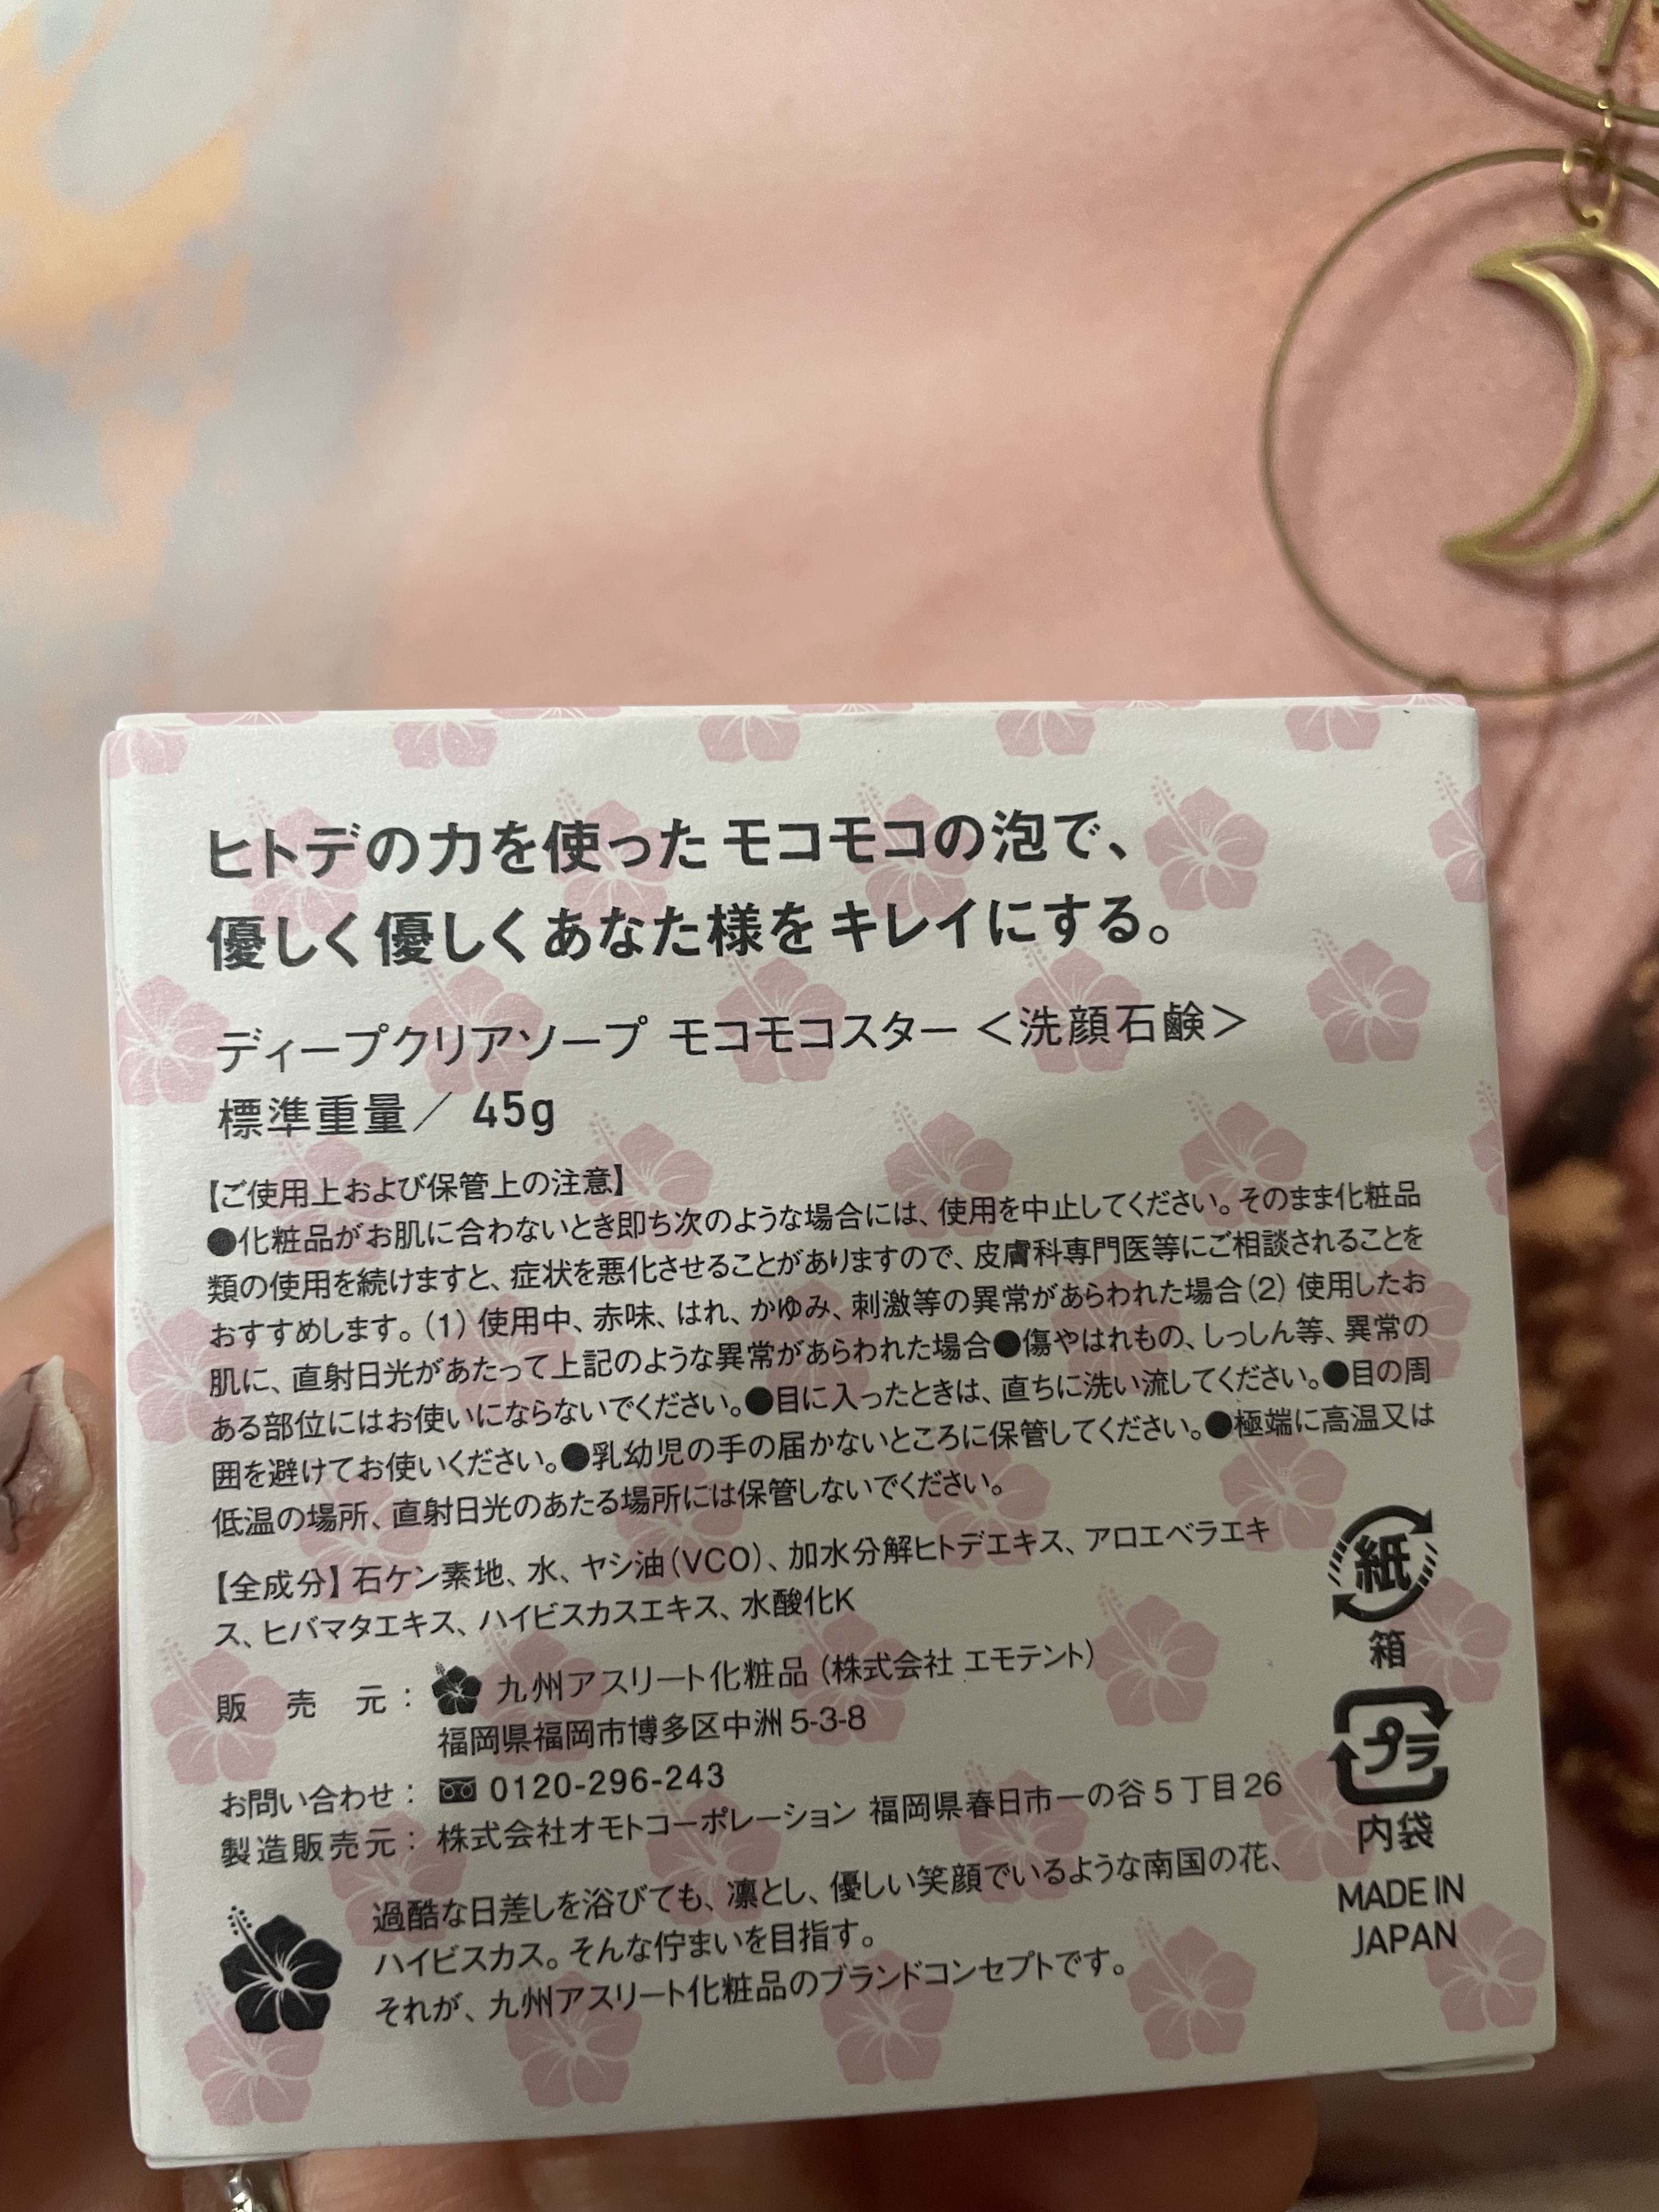 ヒトデの力を使った モコモコの泡で、
優しく優しくあなた様を キレイにする。
ディープクリアソープ モコモコスター＜洗顔石鹸＞
標準重量／ 45g
【ご使用上および保管上の注意】
●化粧品がお肌に合わないとき即ち次のような場合には、使用を中止してください。そのまま化粧品
類の使用を続けますと、症状を悪化させることがありますので、皮膚科専門医等にご相談されることを
おすすめします。（1）使用中、赤味、はれ、かゆみ、刺激等の異常があらわれた場合（2）使用したお
肌に、直射日光があたって上記のような異常があらわれた場合●傷やはれもの、しっしん等、異常の
ある部位にはお使いにならないでください。●目に入ったときは、直ちに洗い流してください。●目の周
囲を避けてお使いください。●乳幼児の手の届かないところに保管してください。●極端に高温又は
低温の場所、直射日光のあたる場所には保管しないでください。
【全成分】石ケン素地、水、ヤシ油（VCO）、加水分解ヒトデエキス、アロエベラエキ
ス、ヒバマタエキス、ハイビスカスエキス、水酸化K
販 売 元： 九州アスリート化粧品（株式会社 エモテント）
福岡県福岡市博多区中洲 5-3-8
お問い合わせ： 0120-296-243
製造販売元： 株式会社オモトコーポレーション 福岡県春日市一の谷５丁目26
過酷な日差しを浴びても、凛とし、優しい笑顔でいるような南国の花、
ハイビスカス。そんな佇まいを目指す。
それが、九州アスリート化粧品のブランドコンセプトです。
紙
箱
プラ
内袋
MADE IN
JAPAN